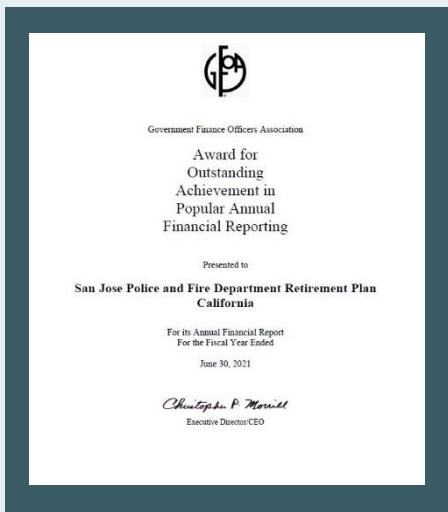 GFOA
Government Finance Officers Association
Award for
Outstanding
Achievement in
Popular Annual
Financial Reporting
Presented to
San Jose Police and Fire Department Retirement Plan
California
For its Annual Financial Report
For the Fiscal Year Ended
June 30, 2021
Christopher P. Morrill
Executive Director/CEO